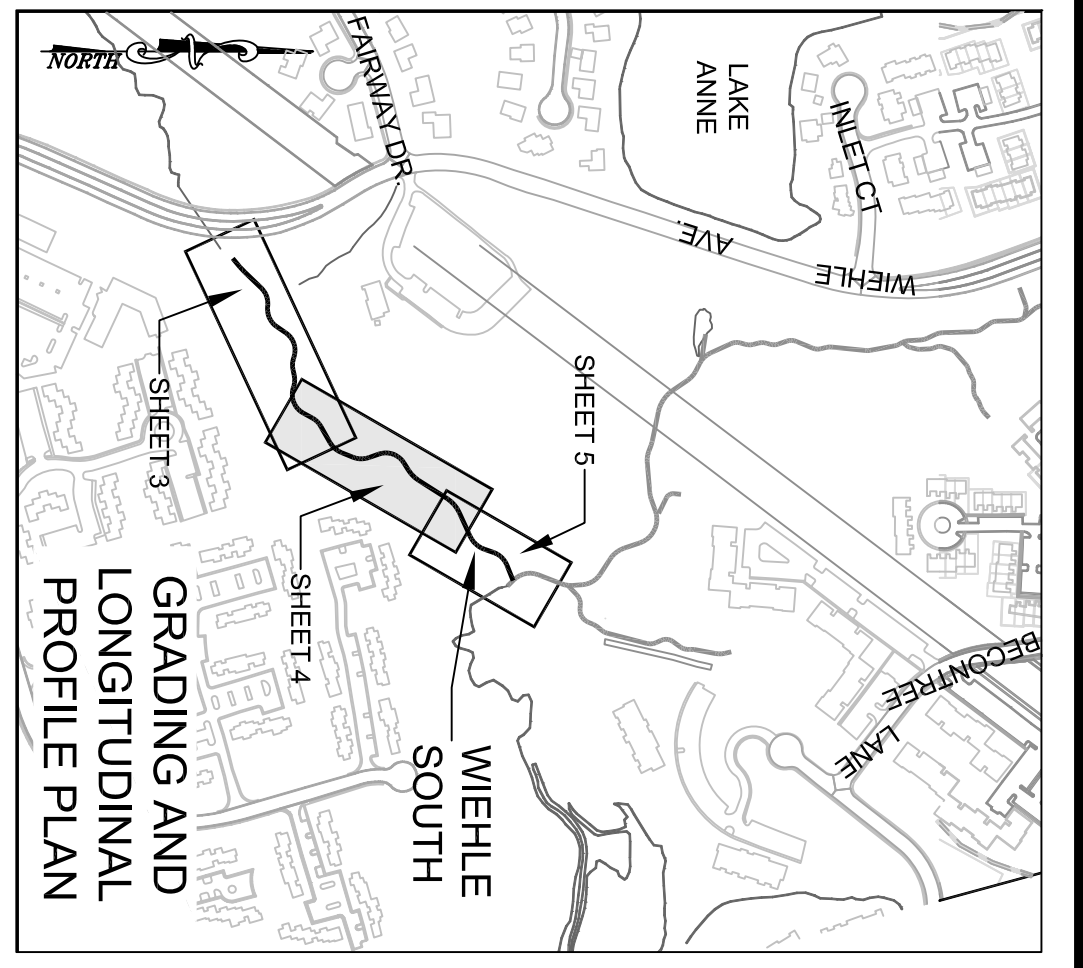 NORTH
FAIRWAY DR.
LAKE
ANNE
INLET CT
WIEHLE
AVE.
SHEET 5
SHEET 3
SHEET 4
BECONTREE
LANE
WIEHLE
SOUTH
GRADING AND
LONGITUDINAL
PROFILE PLAN